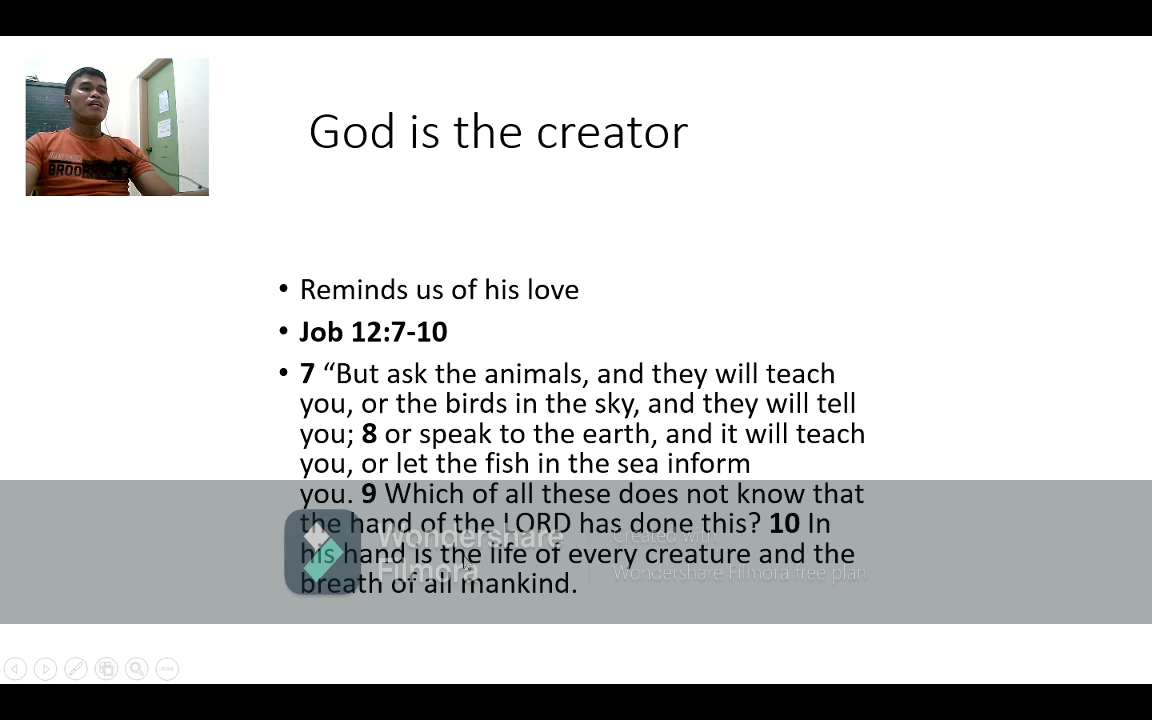 God is the creator
BROO
• Reminds us of his love
• Job 12:7-10
• 7 “But ask the animals, and they will teach
you, or the birds in the sky, and they will tell
you; 8 or speak to the earth, and it will teach
you, or let the fish in the sea inform
you. 9 Which of all these does not know that
the hand of the LORD has done this? 10 In
his hand is the life of every creature and the
breath of all mankind.
Wondershare
Filmora
Created with
Wondershare Filmora free plan